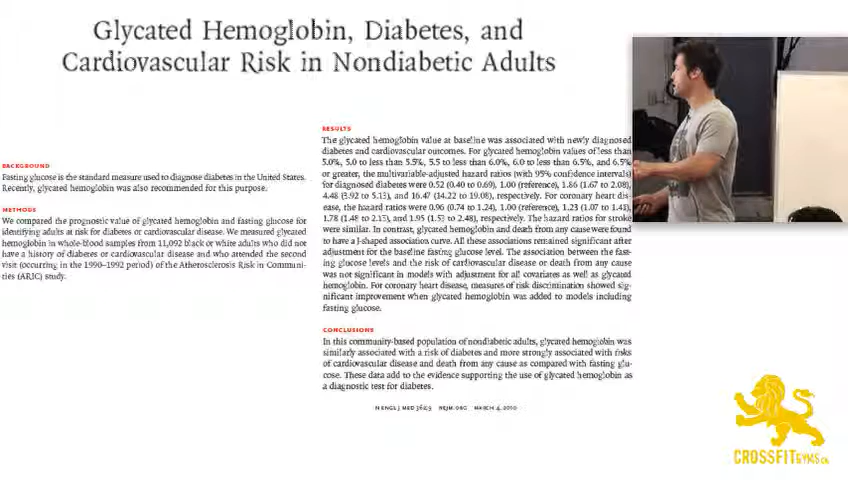 Glycated Hemoglobin, Diabetes, and
Cardiovascular Risk in Nondiabetic Adults
BACKGROUND
Fasting glucose is the standard measure used to diagnose diabetes in the United States.
Recently, glycated hemoglobin was also recommended for this purpose.
METHODS
We compared the prognostic value of glycated hemoglobin and fasting glucose for
identifying adults at risk for diabetes or cardiovascular disease. We measured glycated
hemoglobin in whole-blood samples from 11,092 black or white adults who did not
have a history of diabetes or cardiovascular disease and who attended the second
visit (occurring in the 1990–1992 period) of the Atherosclerosis Risk in Communi-
ties (ARIC) study.
RESULTS
The glycated hemoglobin value at baseline was associated with newly diagnosed
diabetes and cardiovascular outcomes. For glycated hemoglobin values of less than
5.0%, 5.0 to less than 5.5%, 5.5 to less than 6.0%, 6.0 to less than 6.5%, and 6.5%
or greater, the multivariable-adjusted hazard ratios (with 95% confidence intervals)
for diagnosed diabetes were 0.52 (0.40 to 0.69), 1.00 (reference), 1.86 (1.67 to 2.08),
4.48 (3.92 to 5.13), and 16.47 (14.22 to 19.08), respectively. For coronary heart dis-
ease, the hazard ratios were 0.96 (0.74 to 1.24), 1.00 (reference), 1.23 (1.07 to 1.41),
1.78 (1.48 to 2.15), and 1.95 (1.53 to 2.48), respectively. The hazard ratios for stroke
were similar. In contrast, glycated hemoglobin and death from any cause were found
to have a J-shaped association curve. All these associations remained significant after
adjustment for the baseline fasting glucose level. The association between the fast-
ing glucose levels and the risk of cardiovascular disease or death from any cause
was not significant in models with adjustment for all covariates as well as glycated
hemoglobin. For coronary heart disease, measures of risk discrimination showed sig-
nificant improvement when glycated hemoglobin was added to models including
fasting glucose.
CONCLUSIONS
In this community-based population of nondiabetic adults, glycated hemoglobin was
similarly associated with a risk of diabetes and more strongly associated with risks
of cardiovascular disease and death from any cause as compared with fasting glu-
cose. These data add to the evidence supporting the use of glycated hemoglobin as
a diagnostic test for diabetes.
N ENGL J MED 362;9 NEJM.ORG MARCH 4, 2010
CROSSFITGYMS.CA